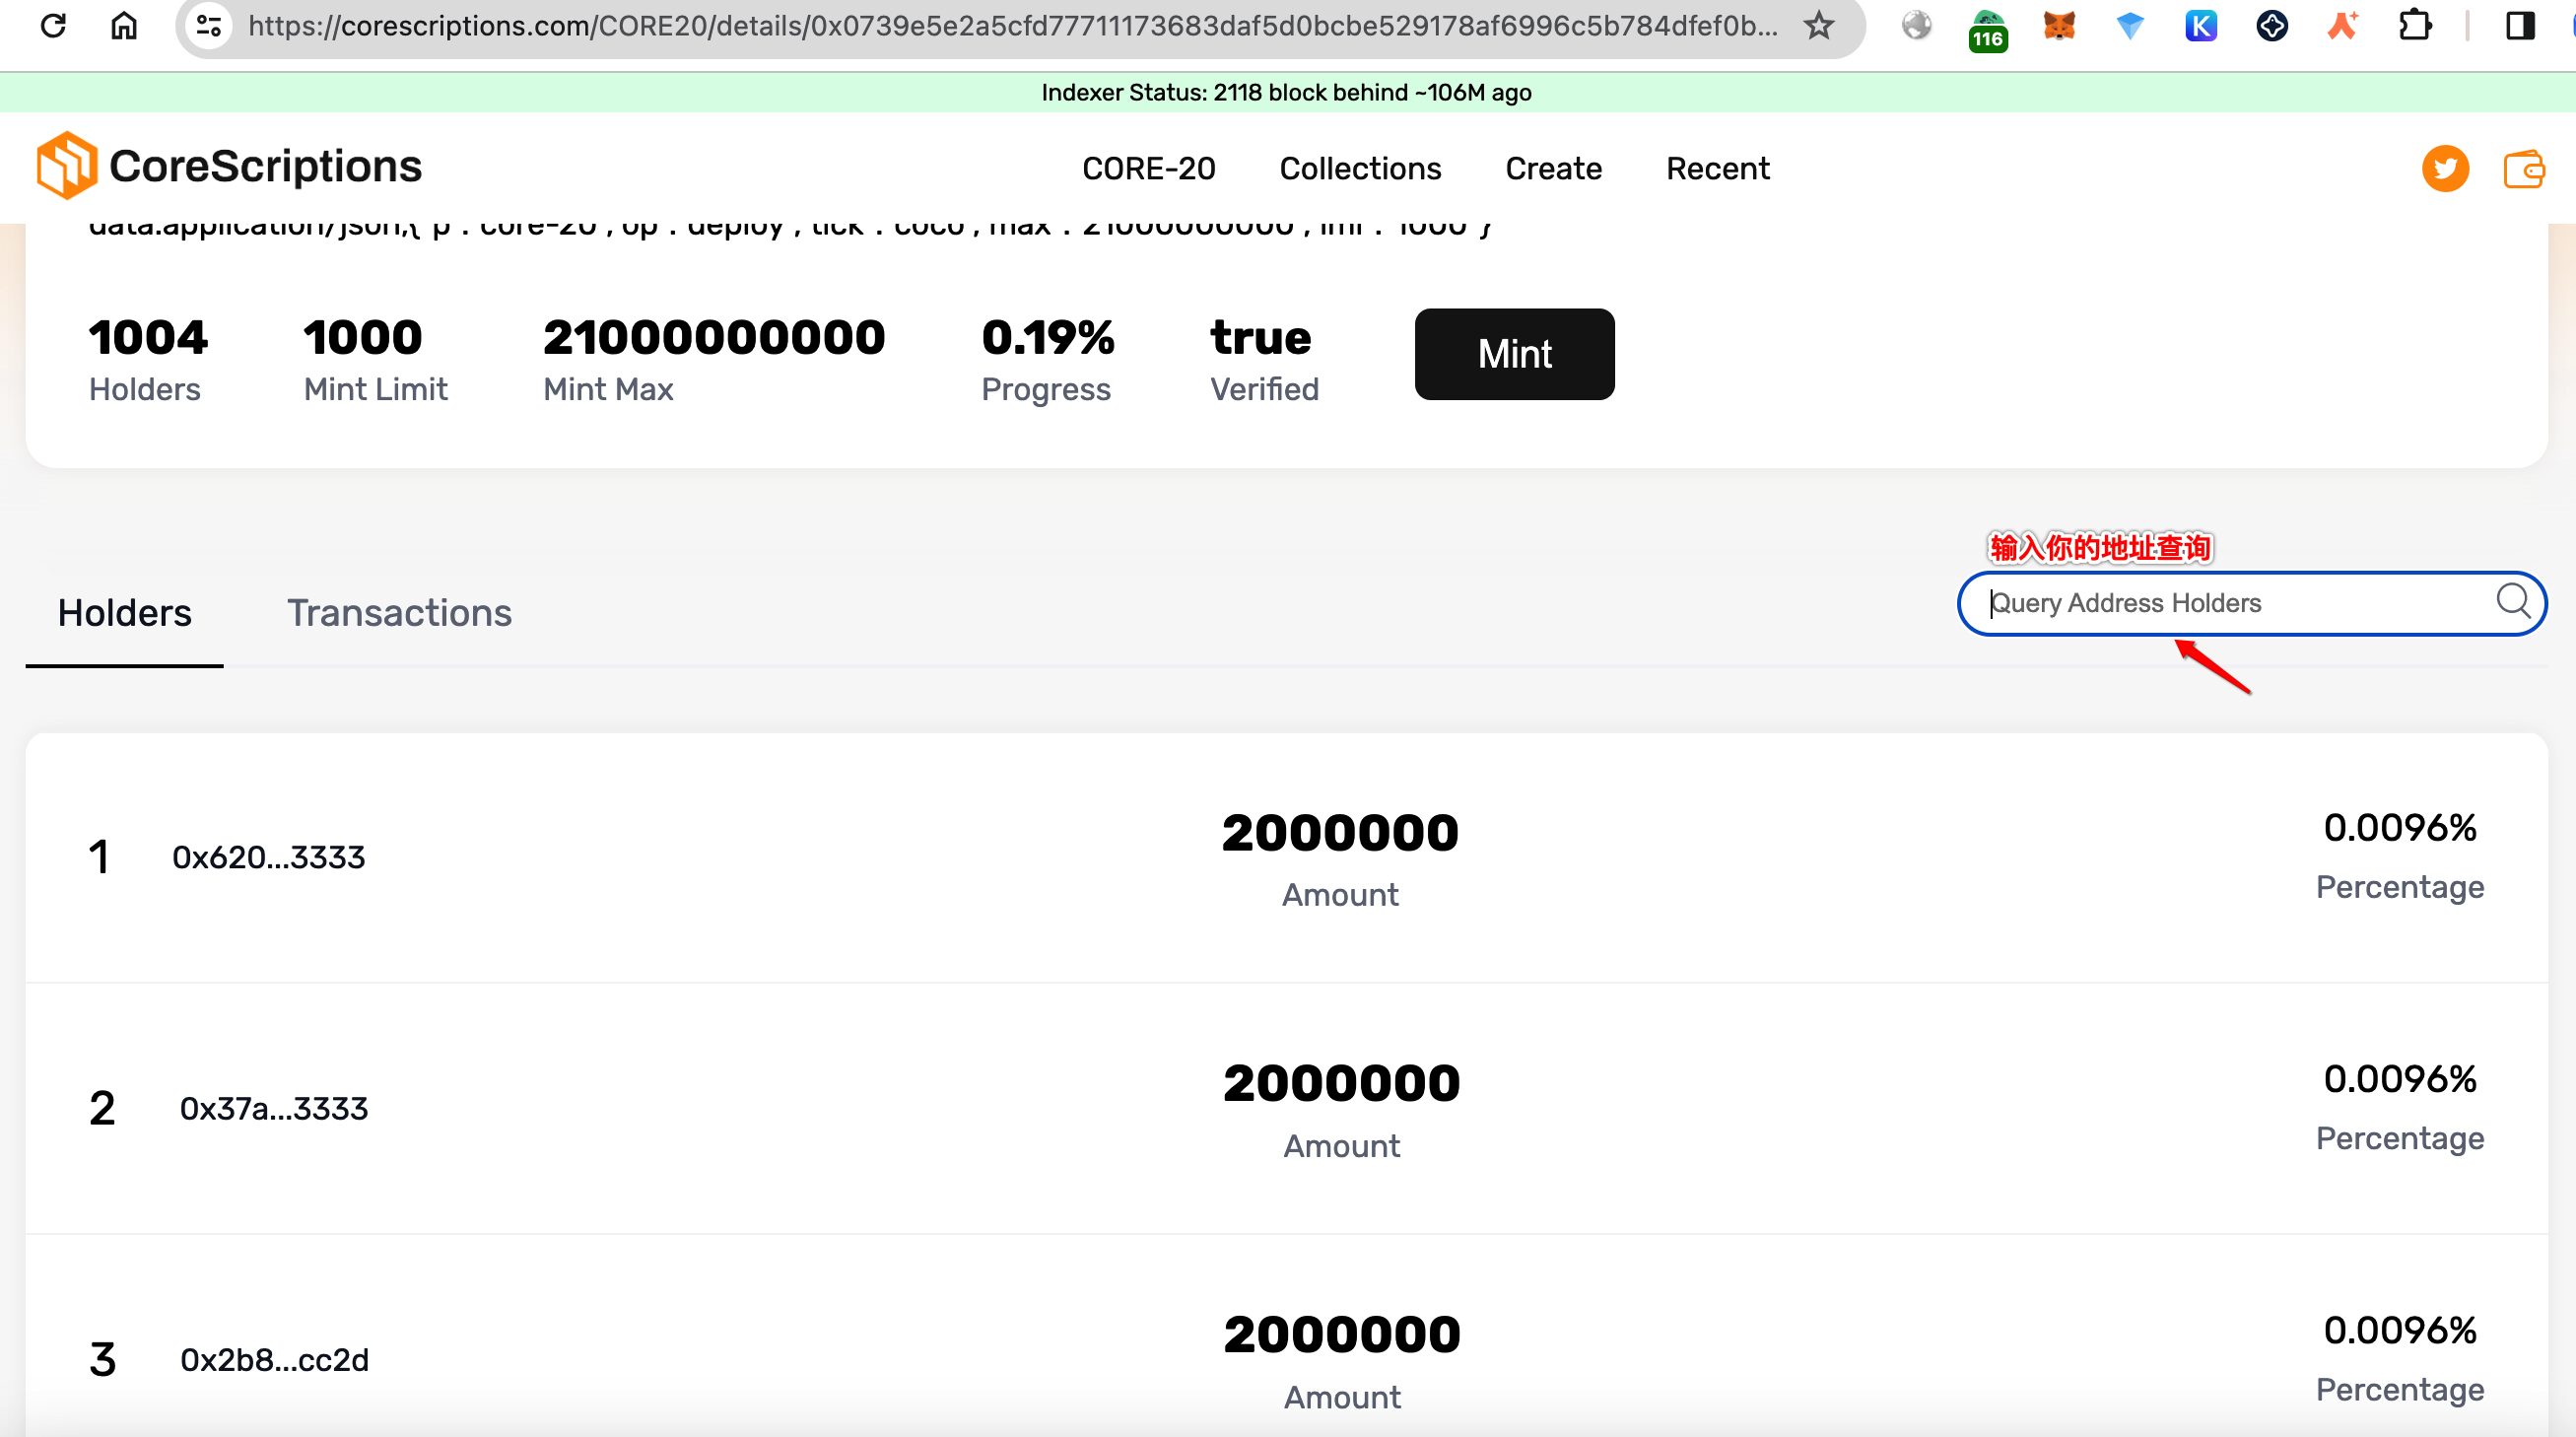 https://corescriptions.com/CORE20/details/0x0739e5e2a5cfd77711173683daf5d0bcbe529178af6996c5b784dfef0b...
116
K
Indexer Status: 2118 block behind ~106M ago
CoreScriptions
CORE-20 Collections Create Recent
1004 1000 21000000000 0.19% true
Holders Mint Limit Mint Max Progress Verified
Mint
输入你的地址查询
Holders Transactions
Query Address Holders
1 0x620...3333 2000000 0.0096%
Amount Percentage
2 0x37a...3333 2000000 0.0096%
Amount Percentage
3 0x2b8...cc2d 2000000 0.0096%
Amount Percentage